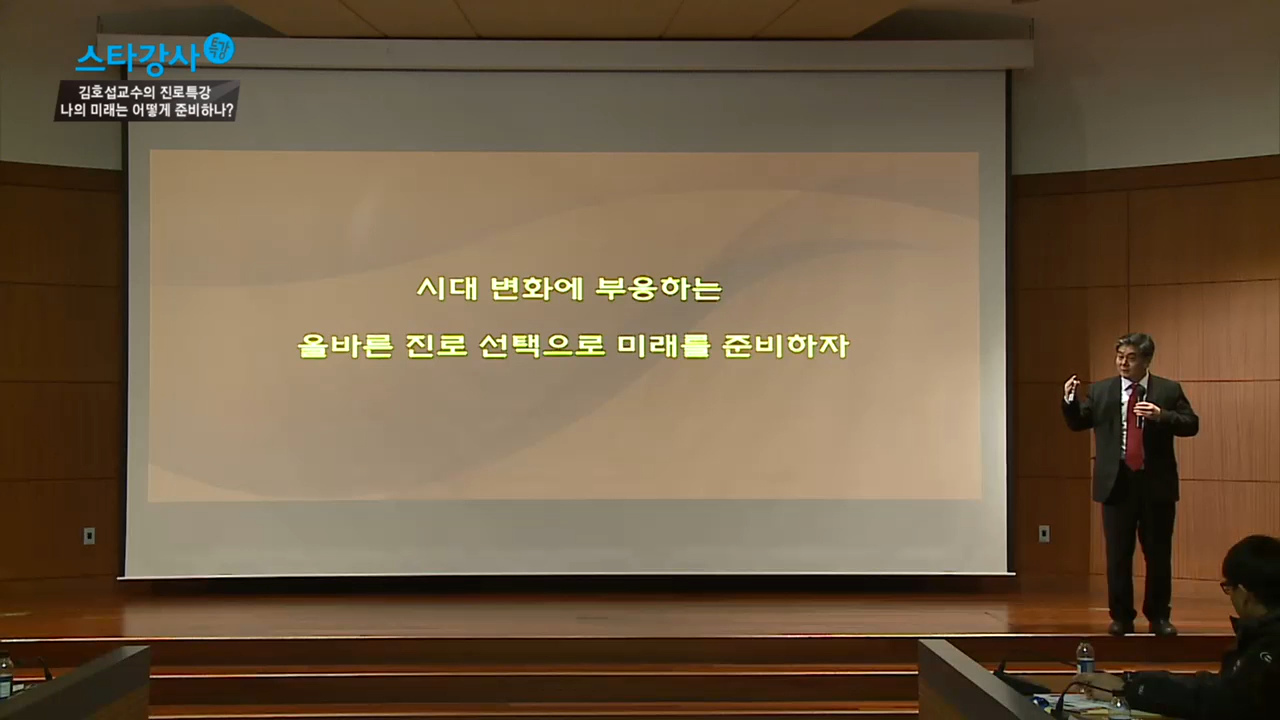 스타강사 특강
김호섭교수의 진로특강
나의 미래는 어떻게 준비하나?
시대 변화에 부응하는
올바른 진로 선택으로 미래를 준비하자